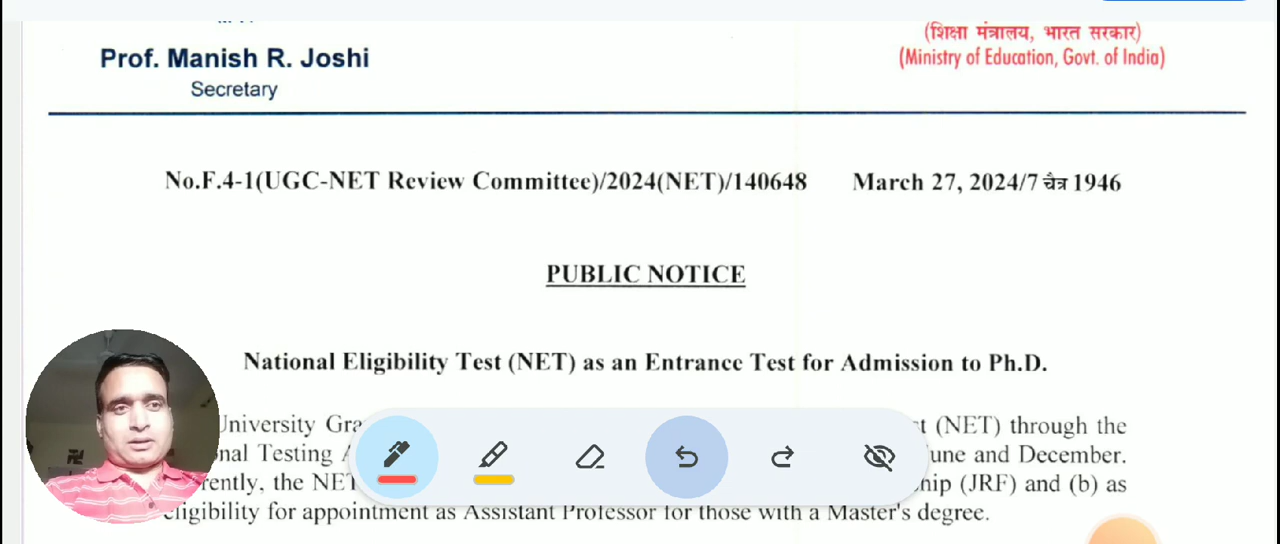 (शिक्षा मंत्रालय, भारत सरकार)
Prof. Manish R. Joshi
(Ministry of Education, Govt. of India)
Secretary
No.F.4-1(UGC-NET Review Committee)/2024(NET)/140648 March 27, 2024/7 चैत्र 1946
PUBLIC NOTICE
National Eligibility Test (NET) as an Entrance Test for Admission to Ph.D.
(NET) through the
Testing June and December.
the NET (JRF) and (b) as
eligibility for appointment as Assistant Professor for those with a Master's degree.